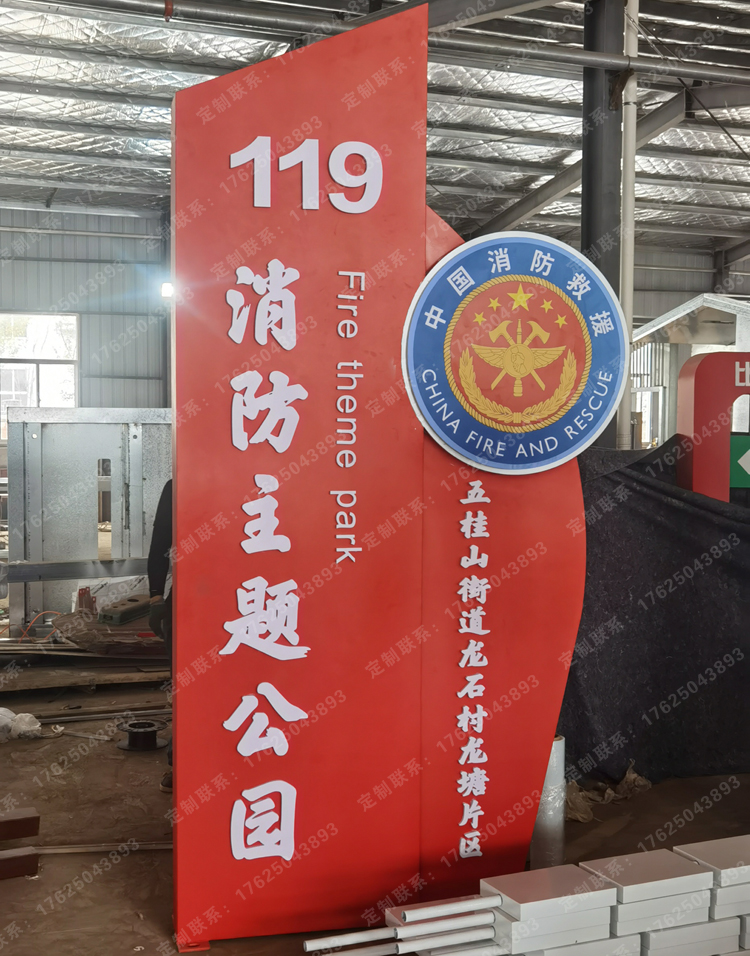 119
消防主题公园
Fire theme park
中国消防救援
CHINA FIRE AND RESCUE
五桂山街道龙石村龙塘片区
出
定制联系：17625043893